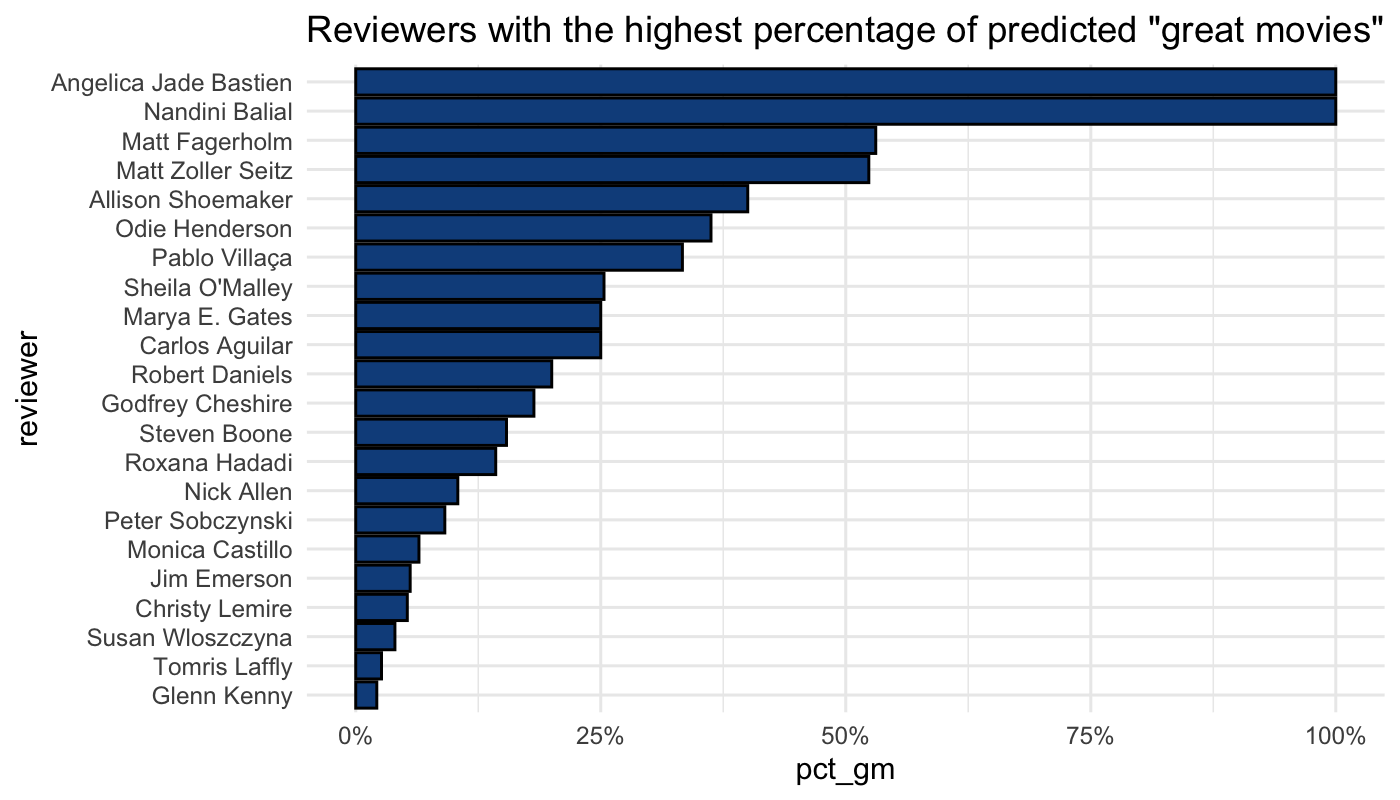 Reviewers with the highest percentage of predicted "great movies"
Angelica Jade Bastien
Nandini Balial
Matt Fagerholm
Matt Zoller Seitz
Allison Shoemaker
Odie Henderson
Pablo Villaça
Sheila O'Malley
Marya E. Gates
Carlos Aguilar
Robert Daniels
Godfrey Cheshire
Steven Boone
Roxana Hadadi
Nick Allen
Peter Sobczynski
Monica Castillo
Jim Emerson
Christy Lemire
Susan Wloszczyna
Tomris Laffly
Glenn Kenny
reviewer
0% 25% 50% 75% 100%
pct_gm